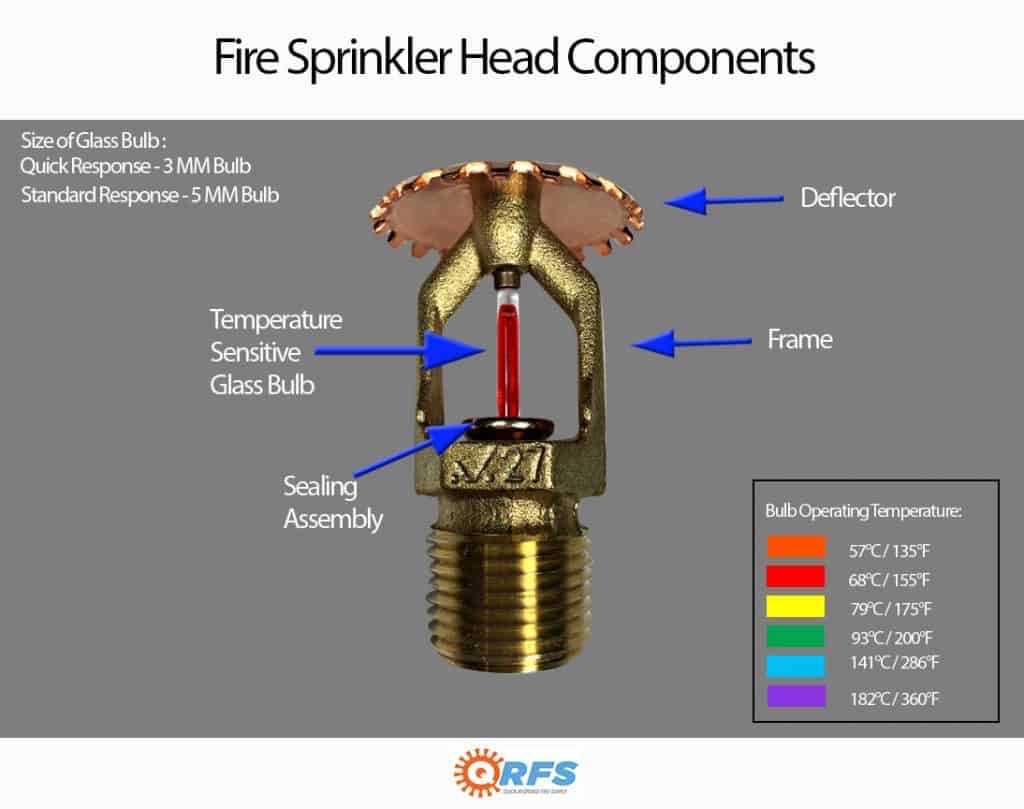 Fire Sprinkler Head Components
Size of Glass Bulb :
Quick Response - 3 MM Bulb
Standard Response - 5 MM Bulb
Deflector
Temperature
Sensitive
Glass Bulb
Frame
Sealing
Assembly
V27
Bulb Operating Temperature:
57°C / 135°F
68°C / 155°F
79°C / 175°F
93°C / 200°F
141°C / 286°F
182°C / 360°F
QRFS
QUICK RESPONSE FIRE SUPPLY